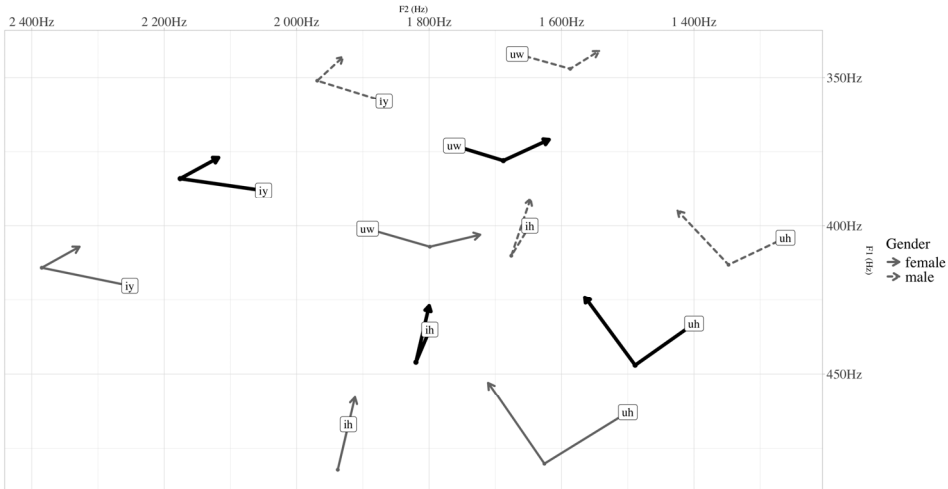 F2 (Hz)
2 400Hz 2 200Hz 2 000Hz 1 800Hz 1 600Hz 1 400Hz
uw
350Hz
iy
uw
iy
uw ih uh
400Hz
F1 (Hz)
Gender
female
male
iy
ih uh
450Hz
uh
ih